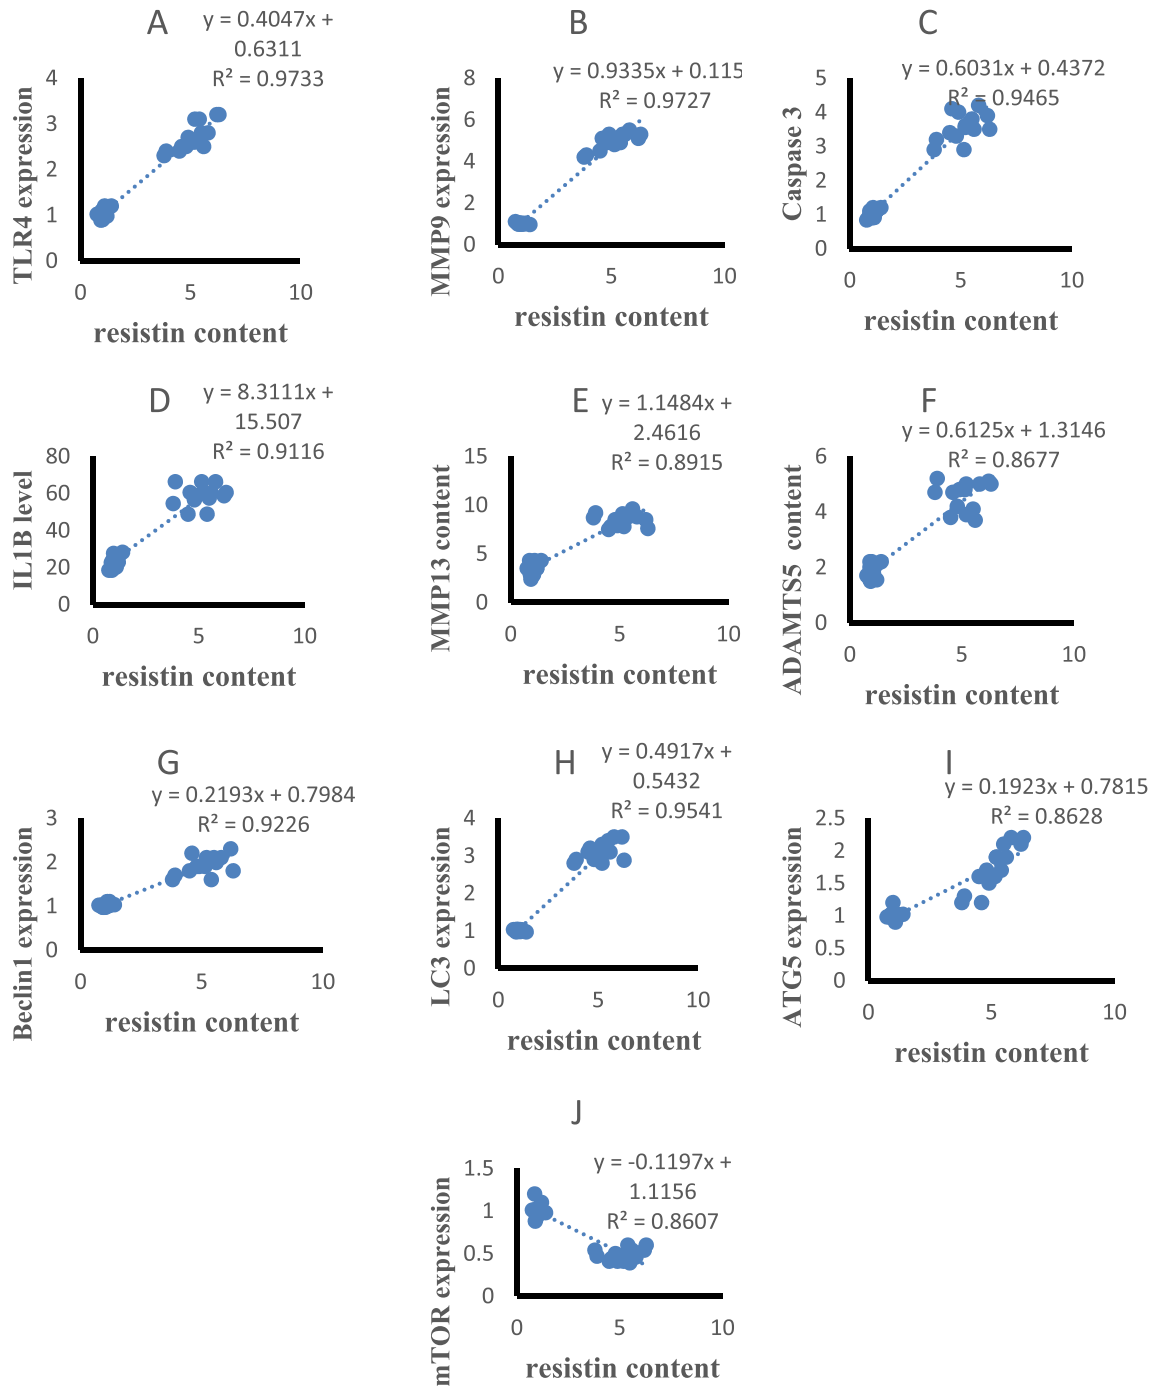 A
y = 0.4047x +
0.6311
R² = 0.9733
4
3
2
1
0
0
5
10
TLR4 expression
resistin content
B
y = 0.9335x + 0.115
R² = 0.9727
8
6
4
2
0
0
5
10
MMP9 expression
resistin content
C
y = 0.6031x + 0.4372
R² = 0.9465
5
4
3
2
1
0
0
5
10
Caspase 3
resistin content
D
y = 8.3111x +
15.507
R² = 0.9116
80
60
40
20
0
0
5
10
IL1B level
resistin content
E
y = 1.1484x +
2.4616
R² = 0.8915
15
10
5
0
0
5
10
MMP13 content
resistin content
F
y = 0.6125x + 1.3146
R² = 0.8677
6
4
2
0
0
5
10
ADAMTS5 content
resistin content
G
y = 0.2193x + 0.7984
R² = 0.9226
3
2
1
0
0
5
10
Beclin1 expression
resistin content
H
y = 0.4917x +
0.5432
R² = 0.9541
4
3
2
1
0
0
5
10
LC3 expression
resistin content
I
y = 0.1923x + 0.7815
R² = 0.8628
2.5
2
1.5
1
0.5
0
0
5
10
ATG5 expression
resistin content
J
y = -0.1197x +
1.1156
R² = 0.8607
1.5
1
0.5
0
0
5
10
mTOR expression
resistin content